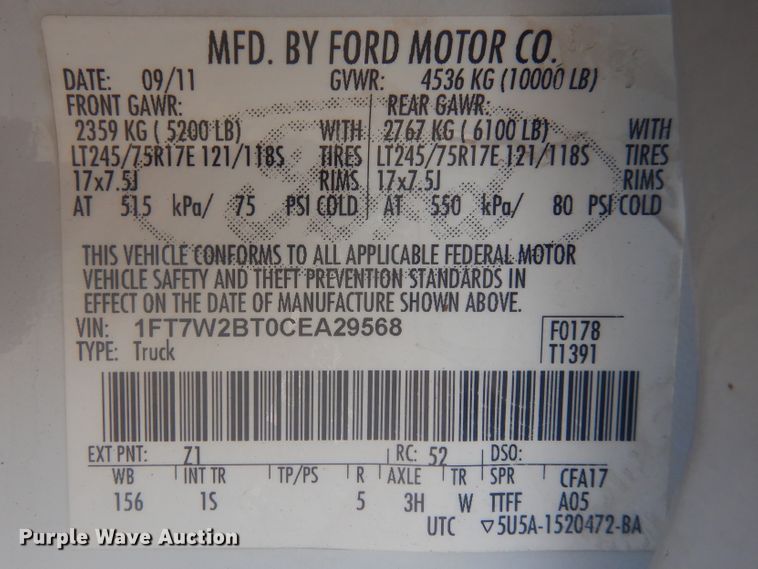 MFD. BY FORD MOTOR CO.
DATE: 09/11 GVWR: 4536 KG (10000 LB)
FRONT GAWR: REAR GAWR:
2359 KG ( 5200 LB) WITH 2767 KG ( 6100 LB) WITH
LT245/75R17E 121/118S TIRES LT245/75R17E 121/118S TIRES
17x7.5J RIMS 17x7.5J RIMS
AT 515 kPa/ 75 PSI COLD AT 550 kPa/ 80 PSI COLD
THIS VEHICLE CONFORMS TO ALL APPLICABLE FEDERAL MOTOR
VEHICLE SAFETY AND THEFT PREVENTION STANDARDS IN
EFFECT ON THE DATE OF MANUFACTURE SHOWN ABOVE.
VIN: 1FT7W2BT0CEA29568 F0178
TYPE: Truck T1391
EXT PNT: Z1 RC: 52 DSO:
WB INT TR TP/PS R AXLE TR SPR CFA17
156 1S 5 3H W TTFF A05
UTC ▽5U5A-1520472-BA
Purple Wave Auction